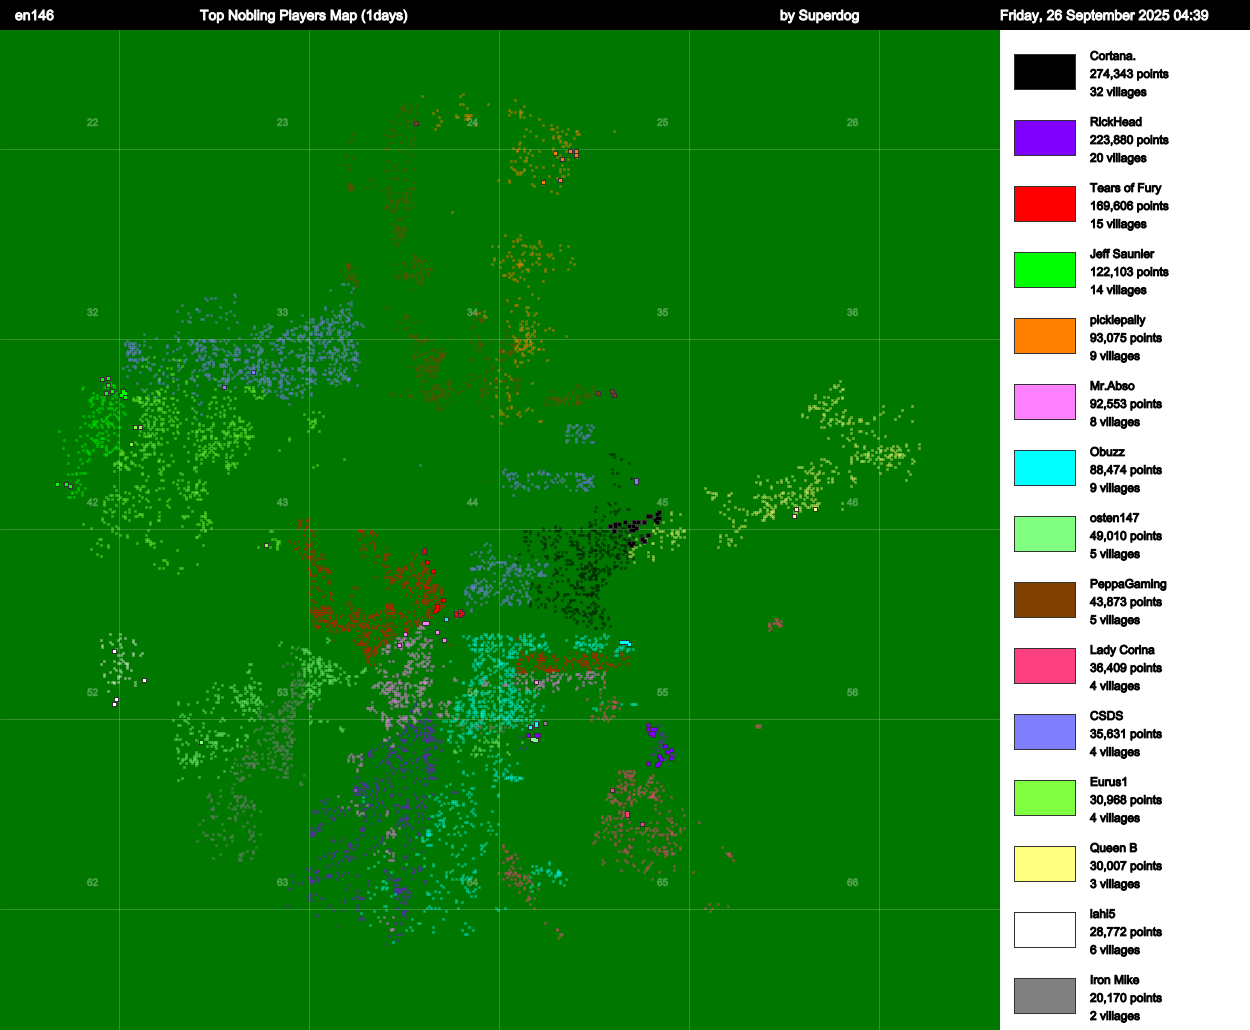 en146 Top Nobling Players Map (1days) by Superdog Friday, 26 September 2025 04:39
22 23 24 25 26
32 33 34 35 36
42 43 44 45 46
52 53 54 55 56
62 63 64 65 66
Cortana.
274,343 points
32 villages
RickHead
223,880 points
20 villages
Tears of Fury
169,606 points
15 villages
Jeff Saunier
122,103 points
14 villages
picklepally
93,075 points
9 villages
Mr.Abso
92,553 points
8 villages
Obuzz
88,474 points
9 villages
osten147
49,010 points
5 villages
PeppaGaming
43,873 points
5 villages
Lady Corina
36,409 points
4 villages
CSDS
35,631 points
4 villages
Eurus1
30,968 points
4 villages
Queen B
30,007 points
3 villages
lahi5
28,772 points
6 villages
Iron Mike
20,170 points
2 villages